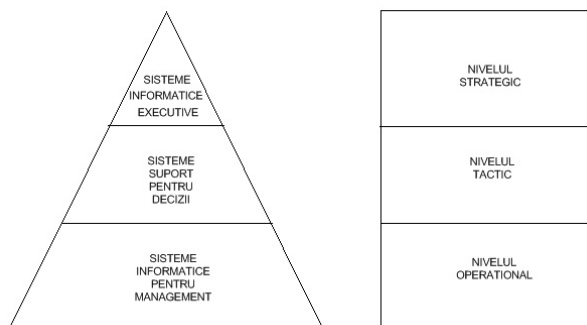 SISTEME
INFORMATICE
EXECUTIVE
NIVELUL
STRATEGIC
SISTEME
SUPORT
PENTRU
DECIZII
NIVELUL
TACTIC
SISTEME
INFORMATICE
PENTRU
MANAGEMENT
NIVELUL
OPERATIONAL